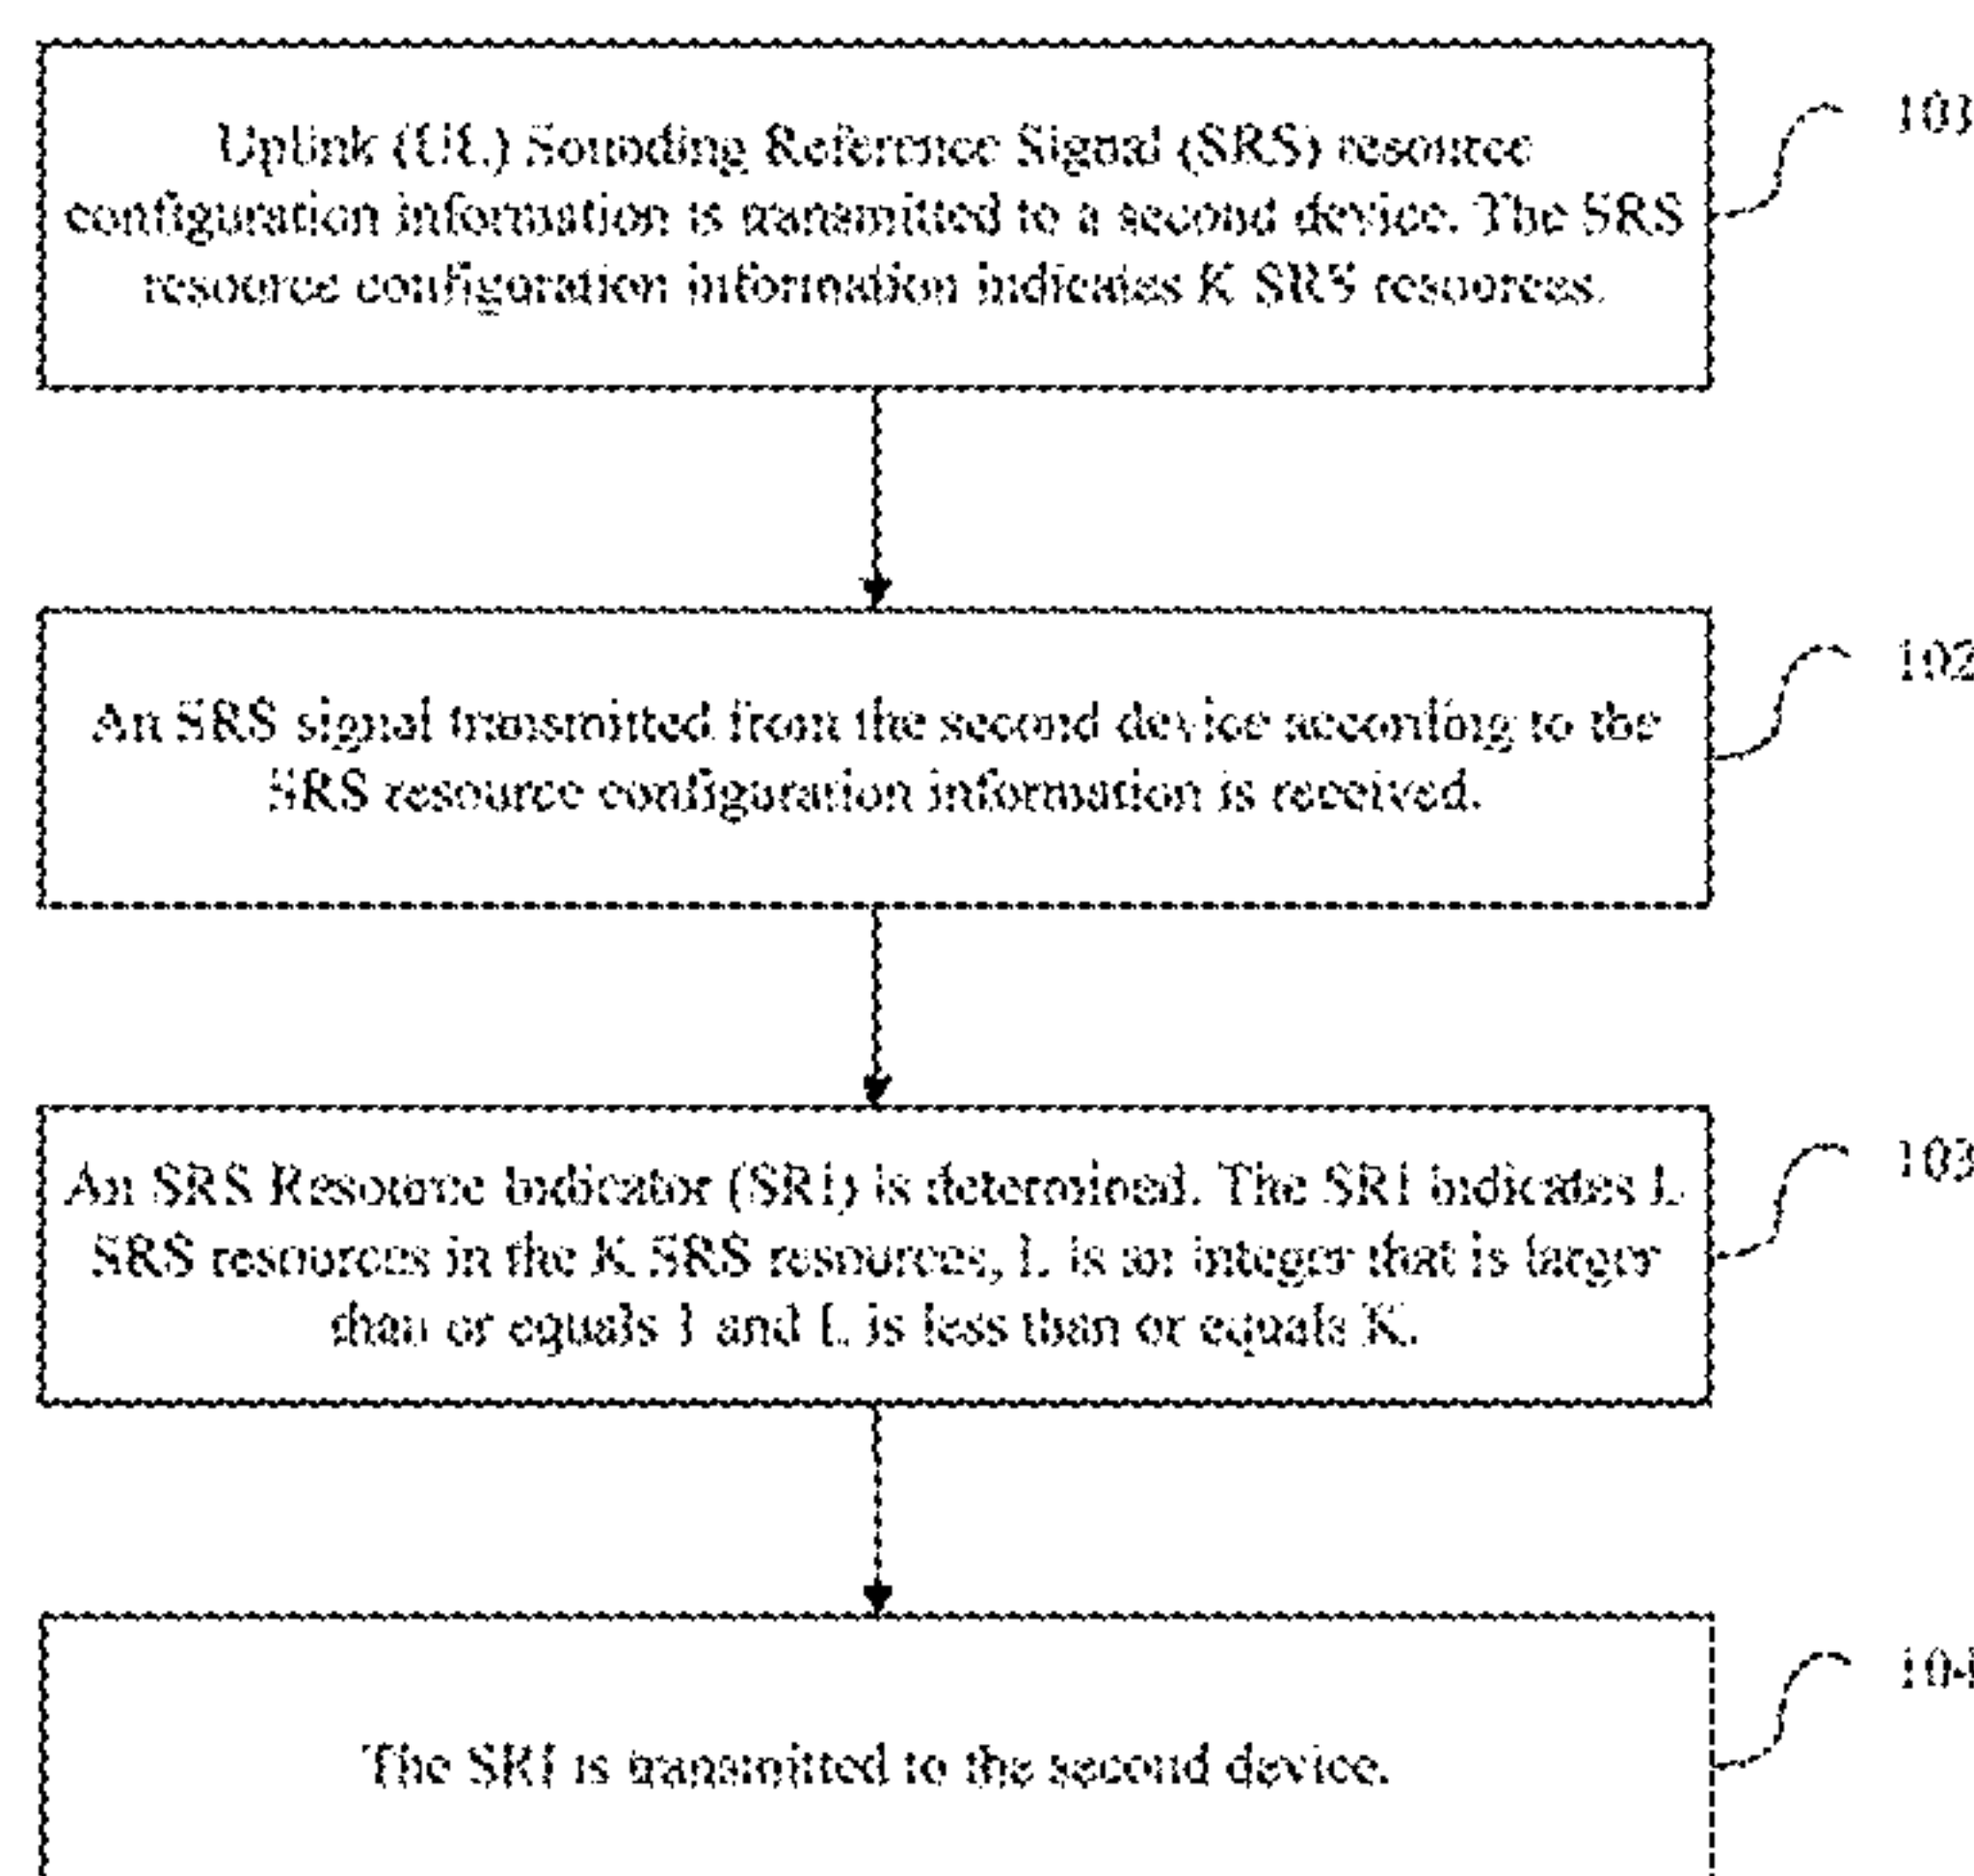 Uplink (UL) Sounding Reference Signal (SRS) resource
configuration information is transmitted to a second device. The SRS
resource configuration information indicates K SRS resources.
101
An SRS signal transmitted from the second device according to the
SRS resource configuration information is received.
102
An SRS Resource Indicator (SRI) is determined. The SRI indicates L
SRS resources in the K SRS resources, L is an integer that is larger
than or equals 1 and L is less than or equals K.
103
The SRI is transmitted to the second device.
104